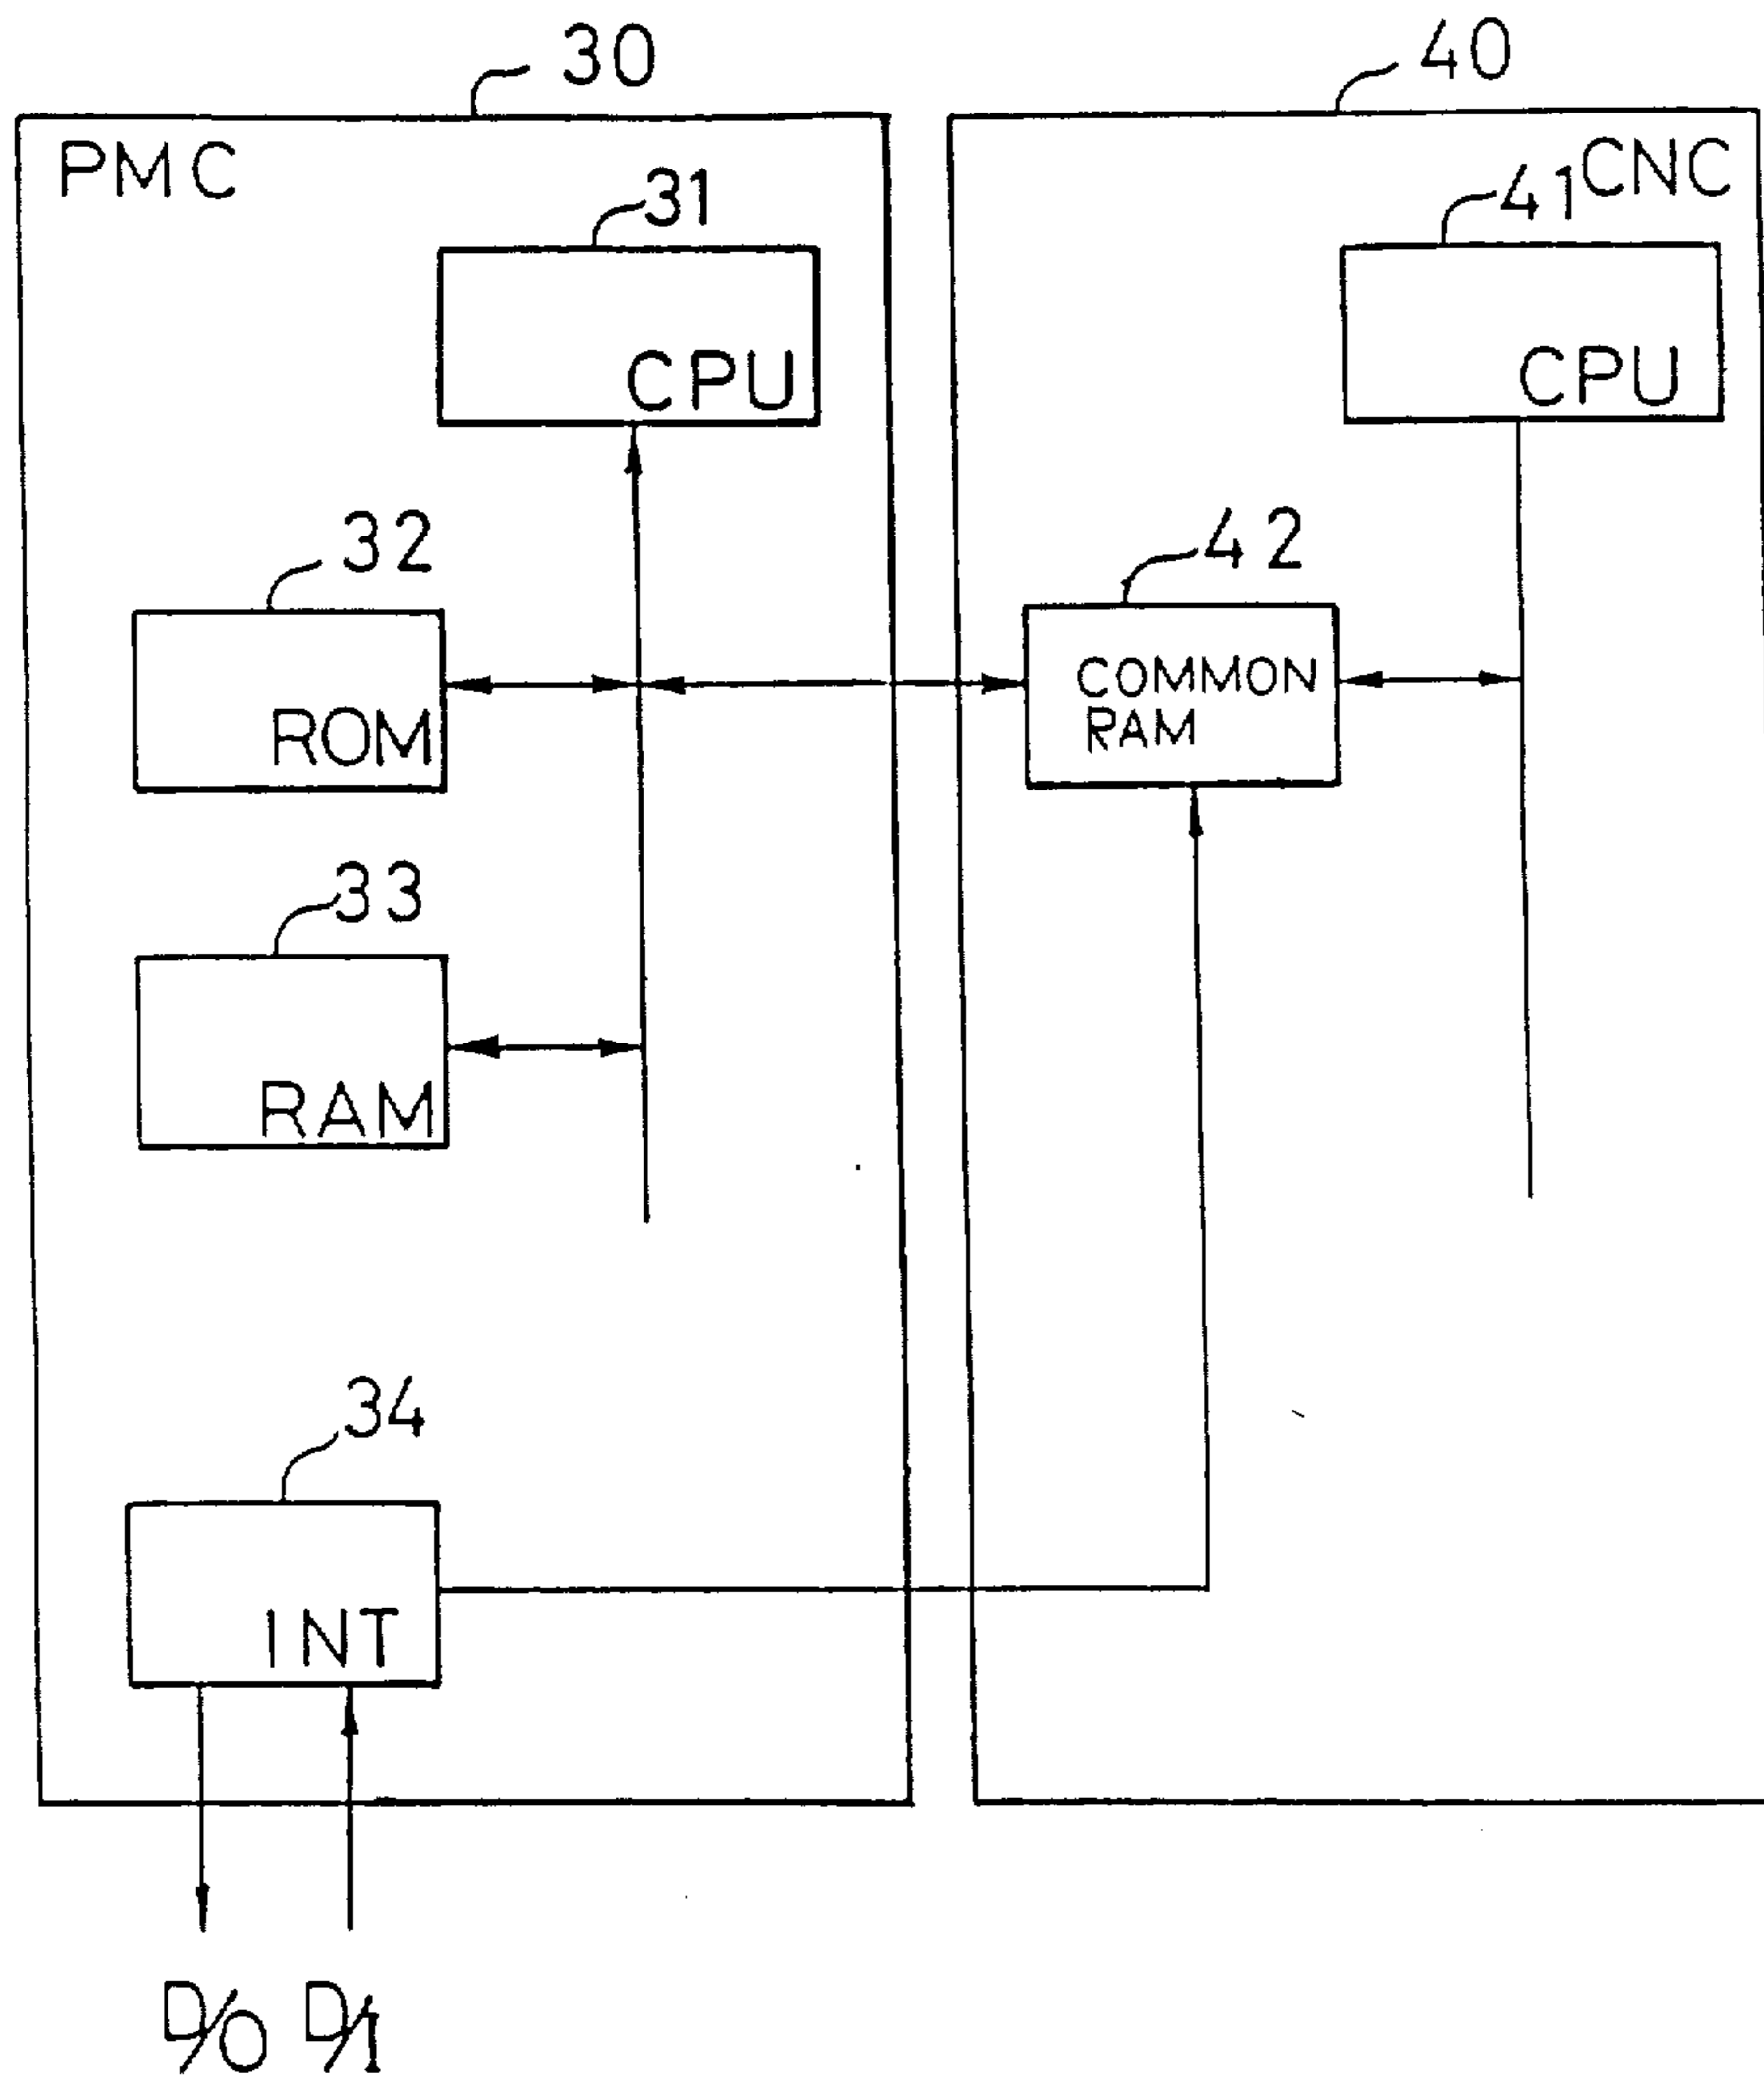 30
40
PMC
CNC
31
41
CPU
CPU
32
42
ROM
COMMON
RAM
33
RAM
34
INT
D/O D/I